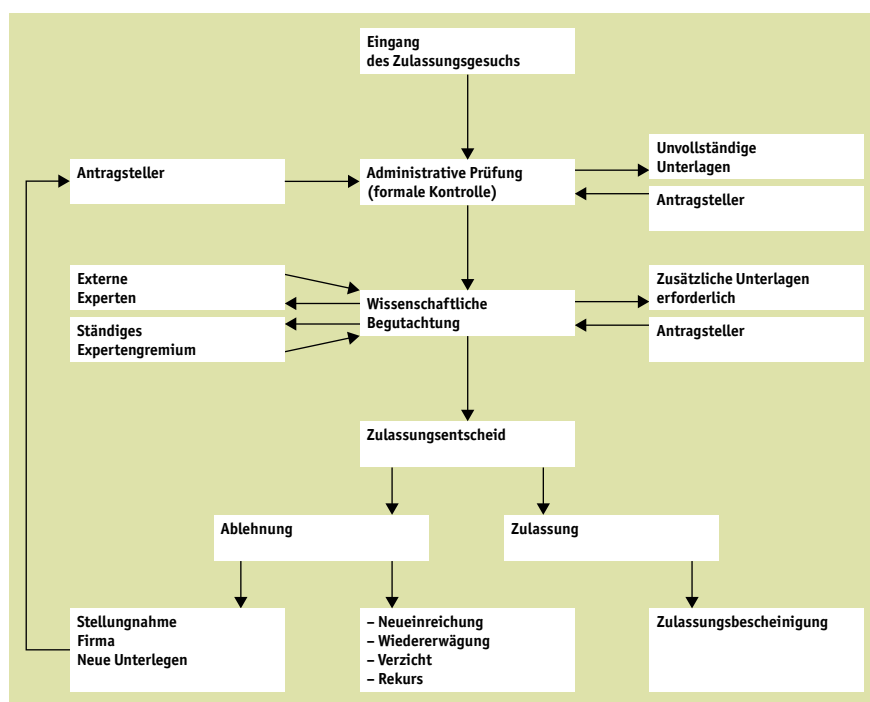 Eingang
des Zulassungsgesuchs
Antragsteller
Administrative Prüfung
(formale Kontrolle)
Unvollständige
Unterlagen
Antragsteller
Externe
Experten
Ständiges
Expertengremium
Wissenschaftliche
Begutachtung
Zusätzliche Unterlagen
erforderlich
Antragsteller
Zulassungsentscheid
Ablehnung
Zulassung
Stellungnahme
Firma
Neue Unterlegen
– Neueinreichung
– Wiedererwägung
– Verzicht
– Rekurs
Zulassungsbescheinigung